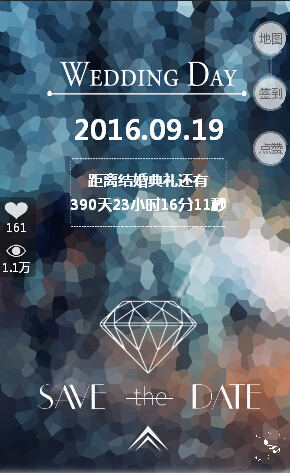 WEDDING DAY
地图
签到
2016.09.19
点赞
距离结婚典礼还有
390天23小时16分11秒
161
1.1万
SAVE the DATE